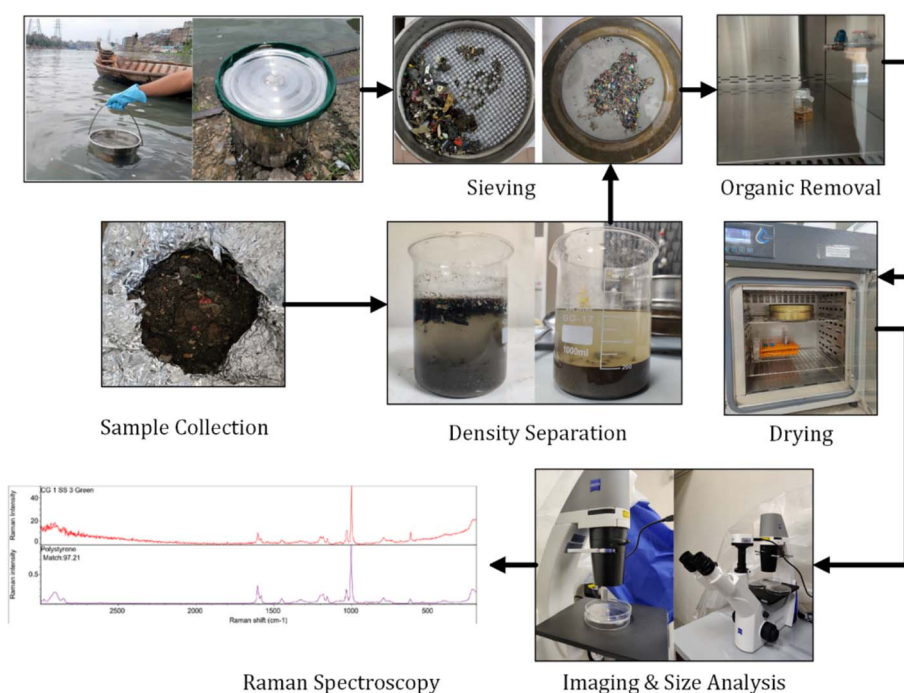 Sieving
Organic Removal
1000ml
Sample Collection
Density Separation
Drying
CG 1 SS 3 Green
Raman Intensity
40
20
0
Polystyrone
Match:97.21
Raman intensity
0.5
2500
2000
1500
1000
500
Raman shift (cm-1)
ZEISS
Raman Spectroscopy
Imaging & Size Analysis